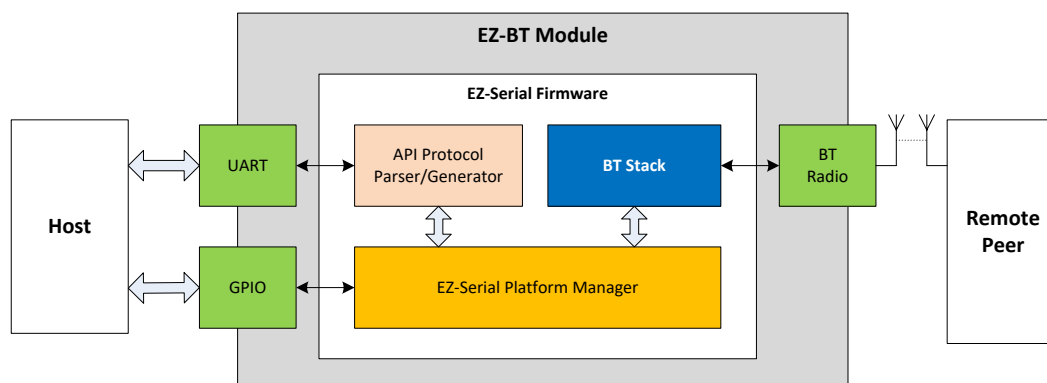 EZ-BT Module
EZ-Serial Firmware
Host
UART
API Protocol
Parser/Generator
BT Stack
BT
Radio
Remote
Peer
GPIO
EZ-Serial Platform Manager